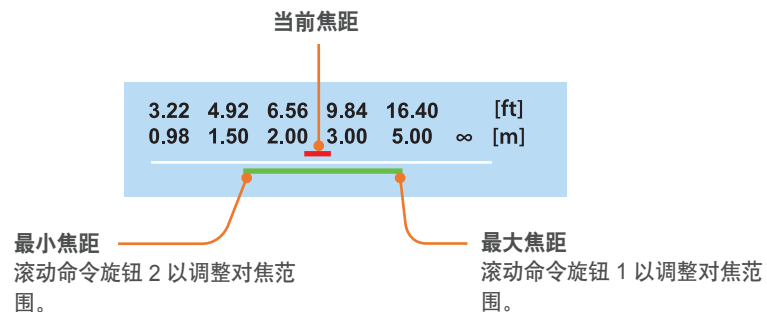 当前焦距
3.22 4.92 6.56 9.84 16.40 [ft]
0.98 1.50 2.00 3.00 5.00 ∞ [m]
最小焦距
滚动命令旋钮 2 以调整对焦范
围。
最大焦距
滚动命令旋钮 1 以调整对焦范
围。